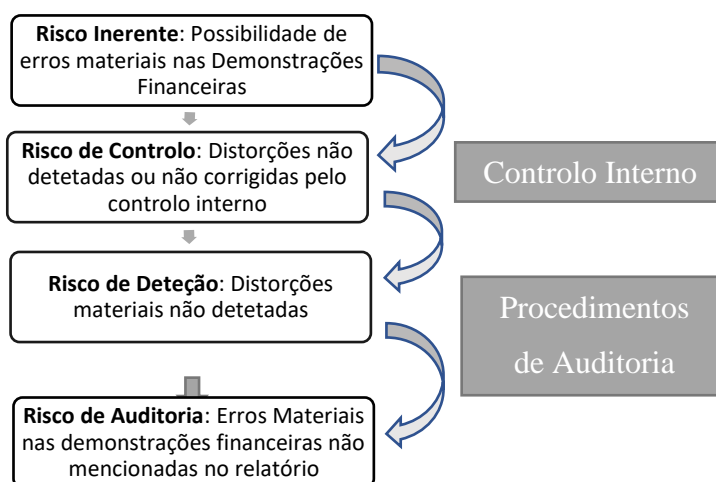 Risco Inerente: Possibilidade de
erros materiais nas Demonstrações
Financeiras
Risco de Controlo: Distorções não
detetadas ou não corrigidas pelo
controlo interno
Controlo Interno
Risco de Deteção: Distorções
materiais não detetadas
Procedimentos
de Auditoria
Risco de Auditoria: Erros Materiais
nas demonstrações financeiras não
mencionadas no relatório